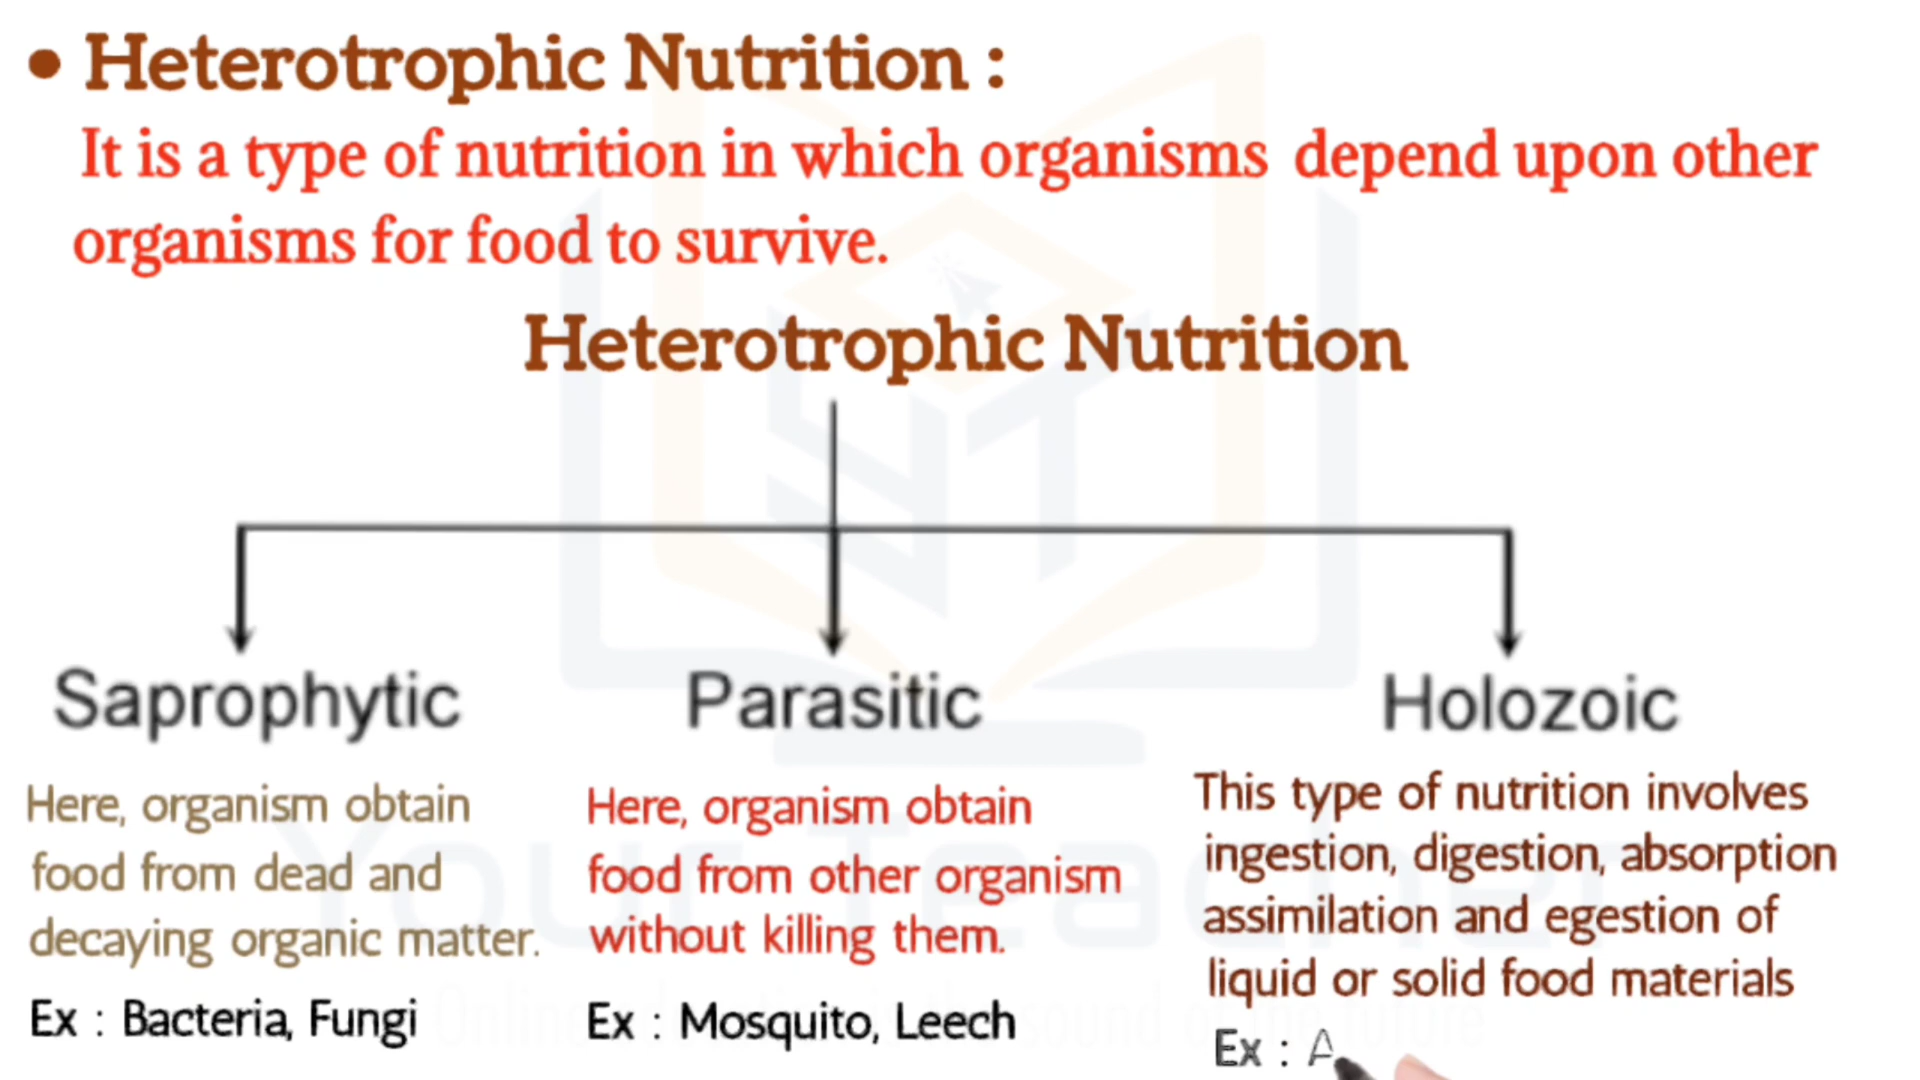 • Heterotrophic Nutrition :
It is a type of nutrition in which organisms depend upon other
organisms for food to survive.
Heterotrophic Nutrition
Saprophytic
Parasitic
Holozoic
Here, organism obtain
food from dead and
decaying organic matter.
Ex : Bacteria, Fungi
Here, organism obtain
food from other organism
without killing them.
Ex : Mosquito, Leech
This type of nutrition involves
ingestion, digestion, absorption
assimilation and egestion of
liquid or solid food materials
Ex : A
Your Teacher